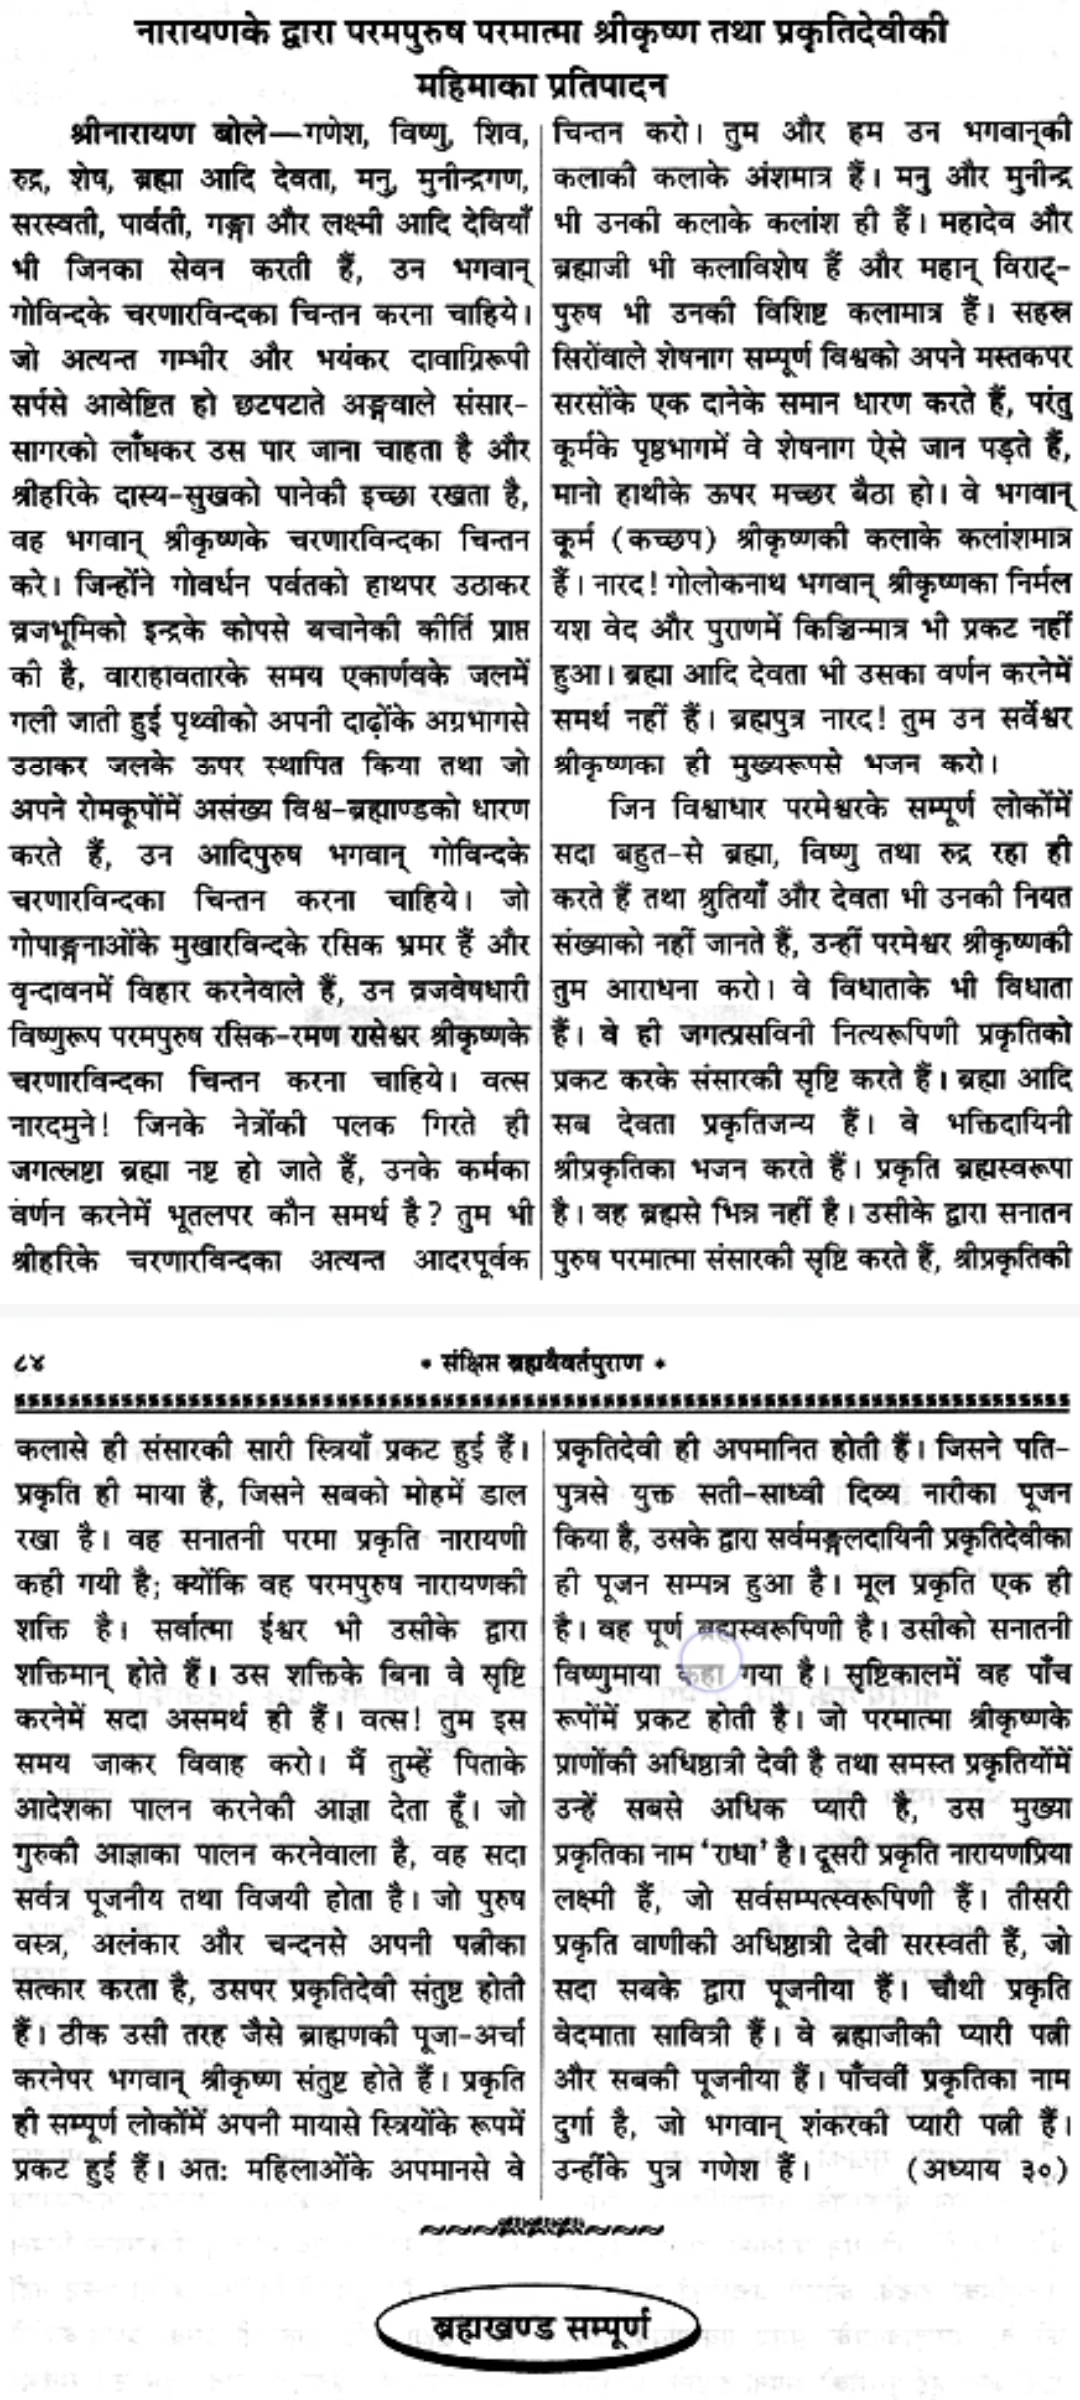 नारायणके द्वारा परमपुरुष परमात्मा श्रीकृष्ण तथा प्रकृतिदेवीकी
महिमाका प्रतिपादन
श्रीनारायण बोले—गणेश, विष्णु, शिव,
रुद्र, शेष, ब्रह्मा आदि देवता, मनु, मुनीन्द्रगण,
सरस्वती, पार्वती, गङ्गा और लक्ष्मी आदि देवियाँ
भी जिनका सेवन करती हैं, उन भगवान्
गोविन्दके चरणारविन्दका चिन्तन करना चाहिये।
जो अत्यन्त गम्भीर और भयंकर दावाग्निरूपी
सर्पसे आवेष्टित हो छटपटाते अङ्गवाले संसार-
सागरको लाँघकर उस पार जाना चाहता है और
श्रीहरिके दास्य-सुखको पानेकी इच्छा रखता है,
वह भगवान् श्रीकृष्णके चरणारविन्दका चिन्तन
करे। जिन्होंने गोवर्धन पर्वतको हाथपर उठाकर
व्रजभूमिको इन्द्रके कोपसे बचानेकी कीर्ति प्राप्त
की है, वाराहावतारके समय एकार्णवके जलमें
गली जाती हुई पृथ्वीको अपनी दाढ़ोंके अग्रभागसे
उठाकर जलके ऊपर स्थापित किया तथा जो
अपने रोमकूपोंमें असंख्य विश्व-ब्रह्माण्डको धारण
करते हैं, उन आदिपुरुष भगवान् गोविन्दके
चरणारविन्दका चिन्तन करना चाहिये। जो
गोपाङ्गनाओंके मुखारविन्दके रसिक भ्रमर हैं और
वृन्दावनमें विहार करनेवाले हैं, उन व्रजवेषधारी
विष्णुरूप परमपुरुष रसिक-रमण रासेश्वर श्रीकृष्णके
चरणारविन्दका चिन्तन करना चाहिये। वत्स
नारदमुने! जिनके नेत्रोंकी पलक गिरते ही
जगत्स्रष्टा ब्रह्मा नष्ट हो जाते हैं, उनके कर्मका
वर्णन करनेमें भूतलपर कौन समर्थ है? तुम भी
श्रीहरिके चरणारविन्दका अत्यन्त आदरपूर्वक
चिन्तन करो। तुम और हम उन भगवान्की
कलाकी कलाके अंशमात्र हैं। मनु और मुनीन्द्र
भी उनकी कलाके कलांश ही हैं। महादेव और
ब्रह्माजी भी कलाविशेष हैं और महान् विराट्-
पुरुष भी उनकी विशिष्ट कलामात्र हैं। सहस्र
सिरोंवाले शेषनाग सम्पूर्ण विश्वको अपने मस्तकपर
सरसोंके एक दानेके समान धारण करते हैं, परंतु
कूर्मके पृष्ठभागमें वे शेषनाग ऐसे जान पड़ते हैं,
मानो हाथीके ऊपर मच्छर बैठा हो। वे भगवान्
कूर्म (कच्छप) श्रीकृष्णकी कलाके कलांशमात्र
हैं। नारद! गोलोकनाथ भगवान् श्रीकृष्णका निर्मल
यश वेद और पुराणमें किञ्चिन्मात्र भी प्रकट नहीं
हुआ। ब्रह्मा आदि देवता भी उसका वर्णन करनेमें
समर्थ नहीं हैं। ब्रह्मपुत्र नारद! तुम उन सर्वेश्वर
श्रीकृष्णका ही मुख्यरूपसे भजन करो।
जिन विश्वाधार परमेश्वरके सम्पूर्ण लोकोंमें
सदा बहुत-से ब्रह्मा, विष्णु तथा रुद्र रहा ही
करते हैं तथा श्रुतियाँ और देवता भी उनकी नियत
संख्याको नहीं जानते हैं, उन्हीं परमेश्वर श्रीकृष्णकी
तुम आराधना करो। वे विधाताके भी विधाता
हैं। वे ही जगत्प्रसविनी नित्यरूपिणी प्रकृतिको
प्रकट करके संसारकी सृष्टि करते हैं। ब्रह्मा आदि
सब देवता प्रकृतिजन्य हैं। वे भक्तिदायिनी
श्रीप्रकृतिका भजन करते हैं। प्रकृति ब्रह्मस्वरूपा
है। वह ब्रह्मसे भिन्न नहीं है। उसीके द्वारा सनातन
पुरुष परमात्मा संसारकी सृष्टि करते हैं, श्रीप्रकृतिकी
८४
• संक्षिप्त ब्रह्मवैवर्तपुराण •
कलासे ही संसारकी सारी स्त्रियाँ प्रकट हुई हैं।
प्रकृति ही माया है, जिसने सबको मोहमें डाल
रखा है। वह सनातनी परमा प्रकृति नारायणी
कही गयी है; क्योंकि वह परमपुरुष नारायणकी
शक्ति है। सर्वात्मा ईश्वर भी उसीके द्वारा
शक्तिमान् होते हैं। उस शक्तिके बिना वे सृष्टि
करनेमें सदा असमर्थ ही हैं। वत्स! तुम इस
समय जाकर विवाह करो। मैं तुम्हें पिताके
आदेशका पालन करनेकी आज्ञा देता हूँ। जो
गुरुकी आज्ञाका पालन करनेवाला है, वह सदा
सर्वत्र पूजनीय तथा विजयी होता है। जो पुरुष
वस्त्र, अलंकार और चन्दनसे अपनी पत्नीका
सत्कार करता है, उसपर प्रकृतिदेवी संतुष्ट होती
हैं। ठीक उसी तरह जैसे ब्राह्मणकी पूजा-अर्चा
करनेपर भगवान् श्रीकृष्ण संतुष्ट होते हैं। प्रकृति
ही सम्पूर्ण लोकोंमें अपनी मायासे स्त्रियोंके रूपमें
प्रकट हुई हैं। अतः महिलाओंके अपमानसे वे
प्रकृतिदेवी ही अपमानित होती हैं। जिसने पति-
पुत्रसे युक्त सती-साध्वी दिव्य नारीका पूजन
किया है, उसके द्वारा सर्वमङ्गलदायिनी प्रकृतिदेवीका
ही पूजन सम्पन्न हुआ है। मूल प्रकृति एक ही
है। वह पूर्ण ब्रह्मस्वरूपिणी है। उसीको सनातनी
विष्णुमाया कहा गया है। सृष्टिकालमें वह पाँच
रूपोंमें प्रकट होती है। जो परमात्मा श्रीकृष्णके
प्राणोंकी अधिष्ठात्री देवी है तथा समस्त प्रकृतियोंमें
उन्हें सबसे अधिक प्यारी है, उस मुख्या
प्रकृतिका नाम ‘राधा’ है। दूसरी प्रकृति नारायणप्रिया
लक्ष्मी हैं, जो सर्वसम्पत्स्वरूपिणी हैं। तीसरी
प्रकृति वाणीकी अधिष्ठात्री देवी सरस्वती हैं, जो
सदा सबके द्वारा पूजनीया हैं। चौथी प्रकृति
वेदमाता सावित्री हैं। वे ब्रह्माजीकी प्यारी पत्नी
और सबकी पूजनीया हैं। पाँचवीं प्रकृतिका नाम
दुर्गा है, जो भगवान् शंकरकी प्यारी पत्नी हैं।
उन्हींके पुत्र गणेश हैं। (अध्याय ३०)
ब्रह्मखण्ड सम्पूर्ण